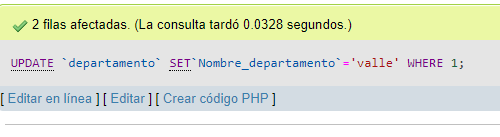 2 filas afectadas. (La consulta tardó 0.0328 segundos.)
UPDATE `departamento` SET`Nombre_departamento`='valle' WHERE 1;
[ Editar en línea ] [ Editar ] [ Crear código PHP ]